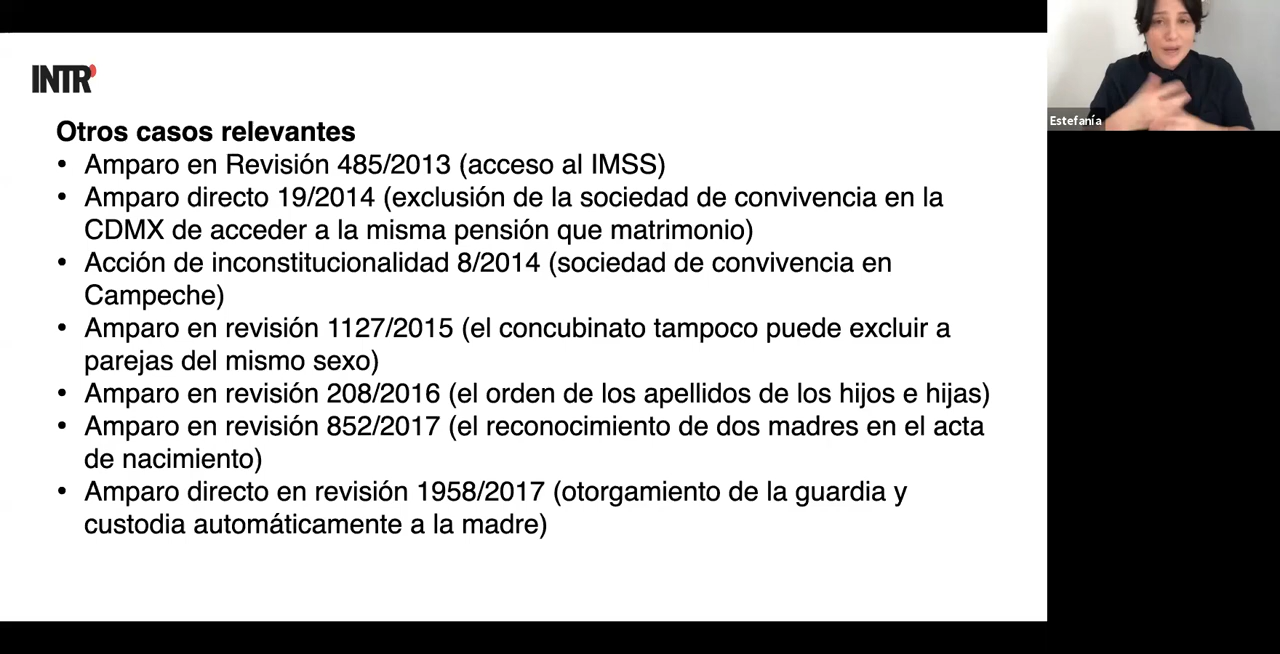 INTR'
Otros casos relevantes
• Amparo en Revisión 485/2013 (acceso al IMSS)
• Amparo directo 19/2014 (exclusión de la sociedad de convivencia en la
CDMX de acceder a la misma pensión que matrimonio)
• Acción de inconstitucionalidad 8/2014 (sociedad de convivencia en
Campeche)
• Amparo en revisión 1127/2015 (el concubinato tampoco puede excluir a
parejas del mismo sexo)
• Amparo en revisión 208/2016 (el orden de los apellidos de los hijos e hijas)
• Amparo en revisión 852/2017 (el reconocimiento de dos madres en el acta
de nacimiento)
• Amparo directo en revisión 1958/2017 (otorgamiento de la guardia y
custodia automáticamente a la madre)
Estefanía